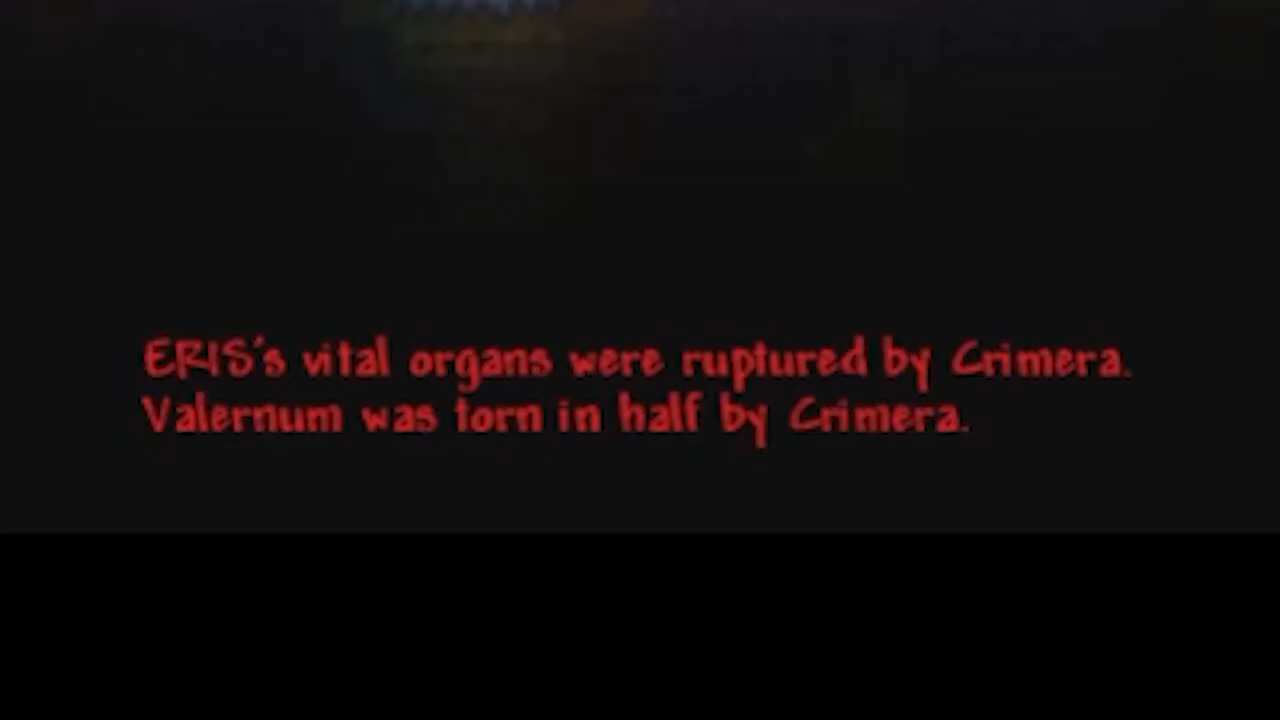 ERIS's vital organs were ruptured by Crimera.
Valernum was torn in half by Crimera.